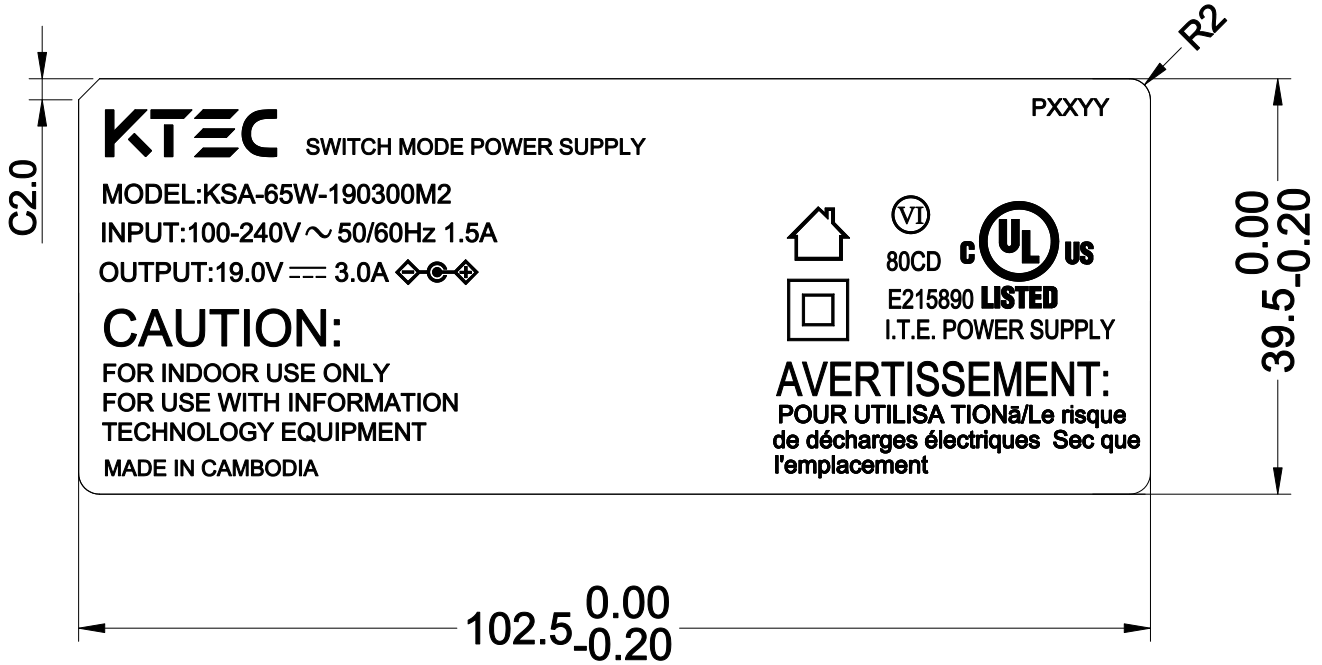 R2
C2.0
PXXYY
KTEC SWITCH MODE POWER SUPPLY
MODEL:KSA-65W-190300M2
INPUT:100-240V ~ 50/60Hz 1.5A
OUTPUT:19.0V ⎓ 3.0A
CAUTION:
FOR INDOOR USE ONLY
FOR USE WITH INFORMATION
TECHNOLOGY EQUIPMENT
MADE IN CAMBODIA
VI
80CD
C UL US
E215890 LISTED
I.T.E. POWER SUPPLY
AVERTISSEMENT:
POUR UTILISA TIONā/Le risque
de décharges électriques Sec que
l'emplacement
39.5 0.00 -0.20
102.5 0.00 -0.20